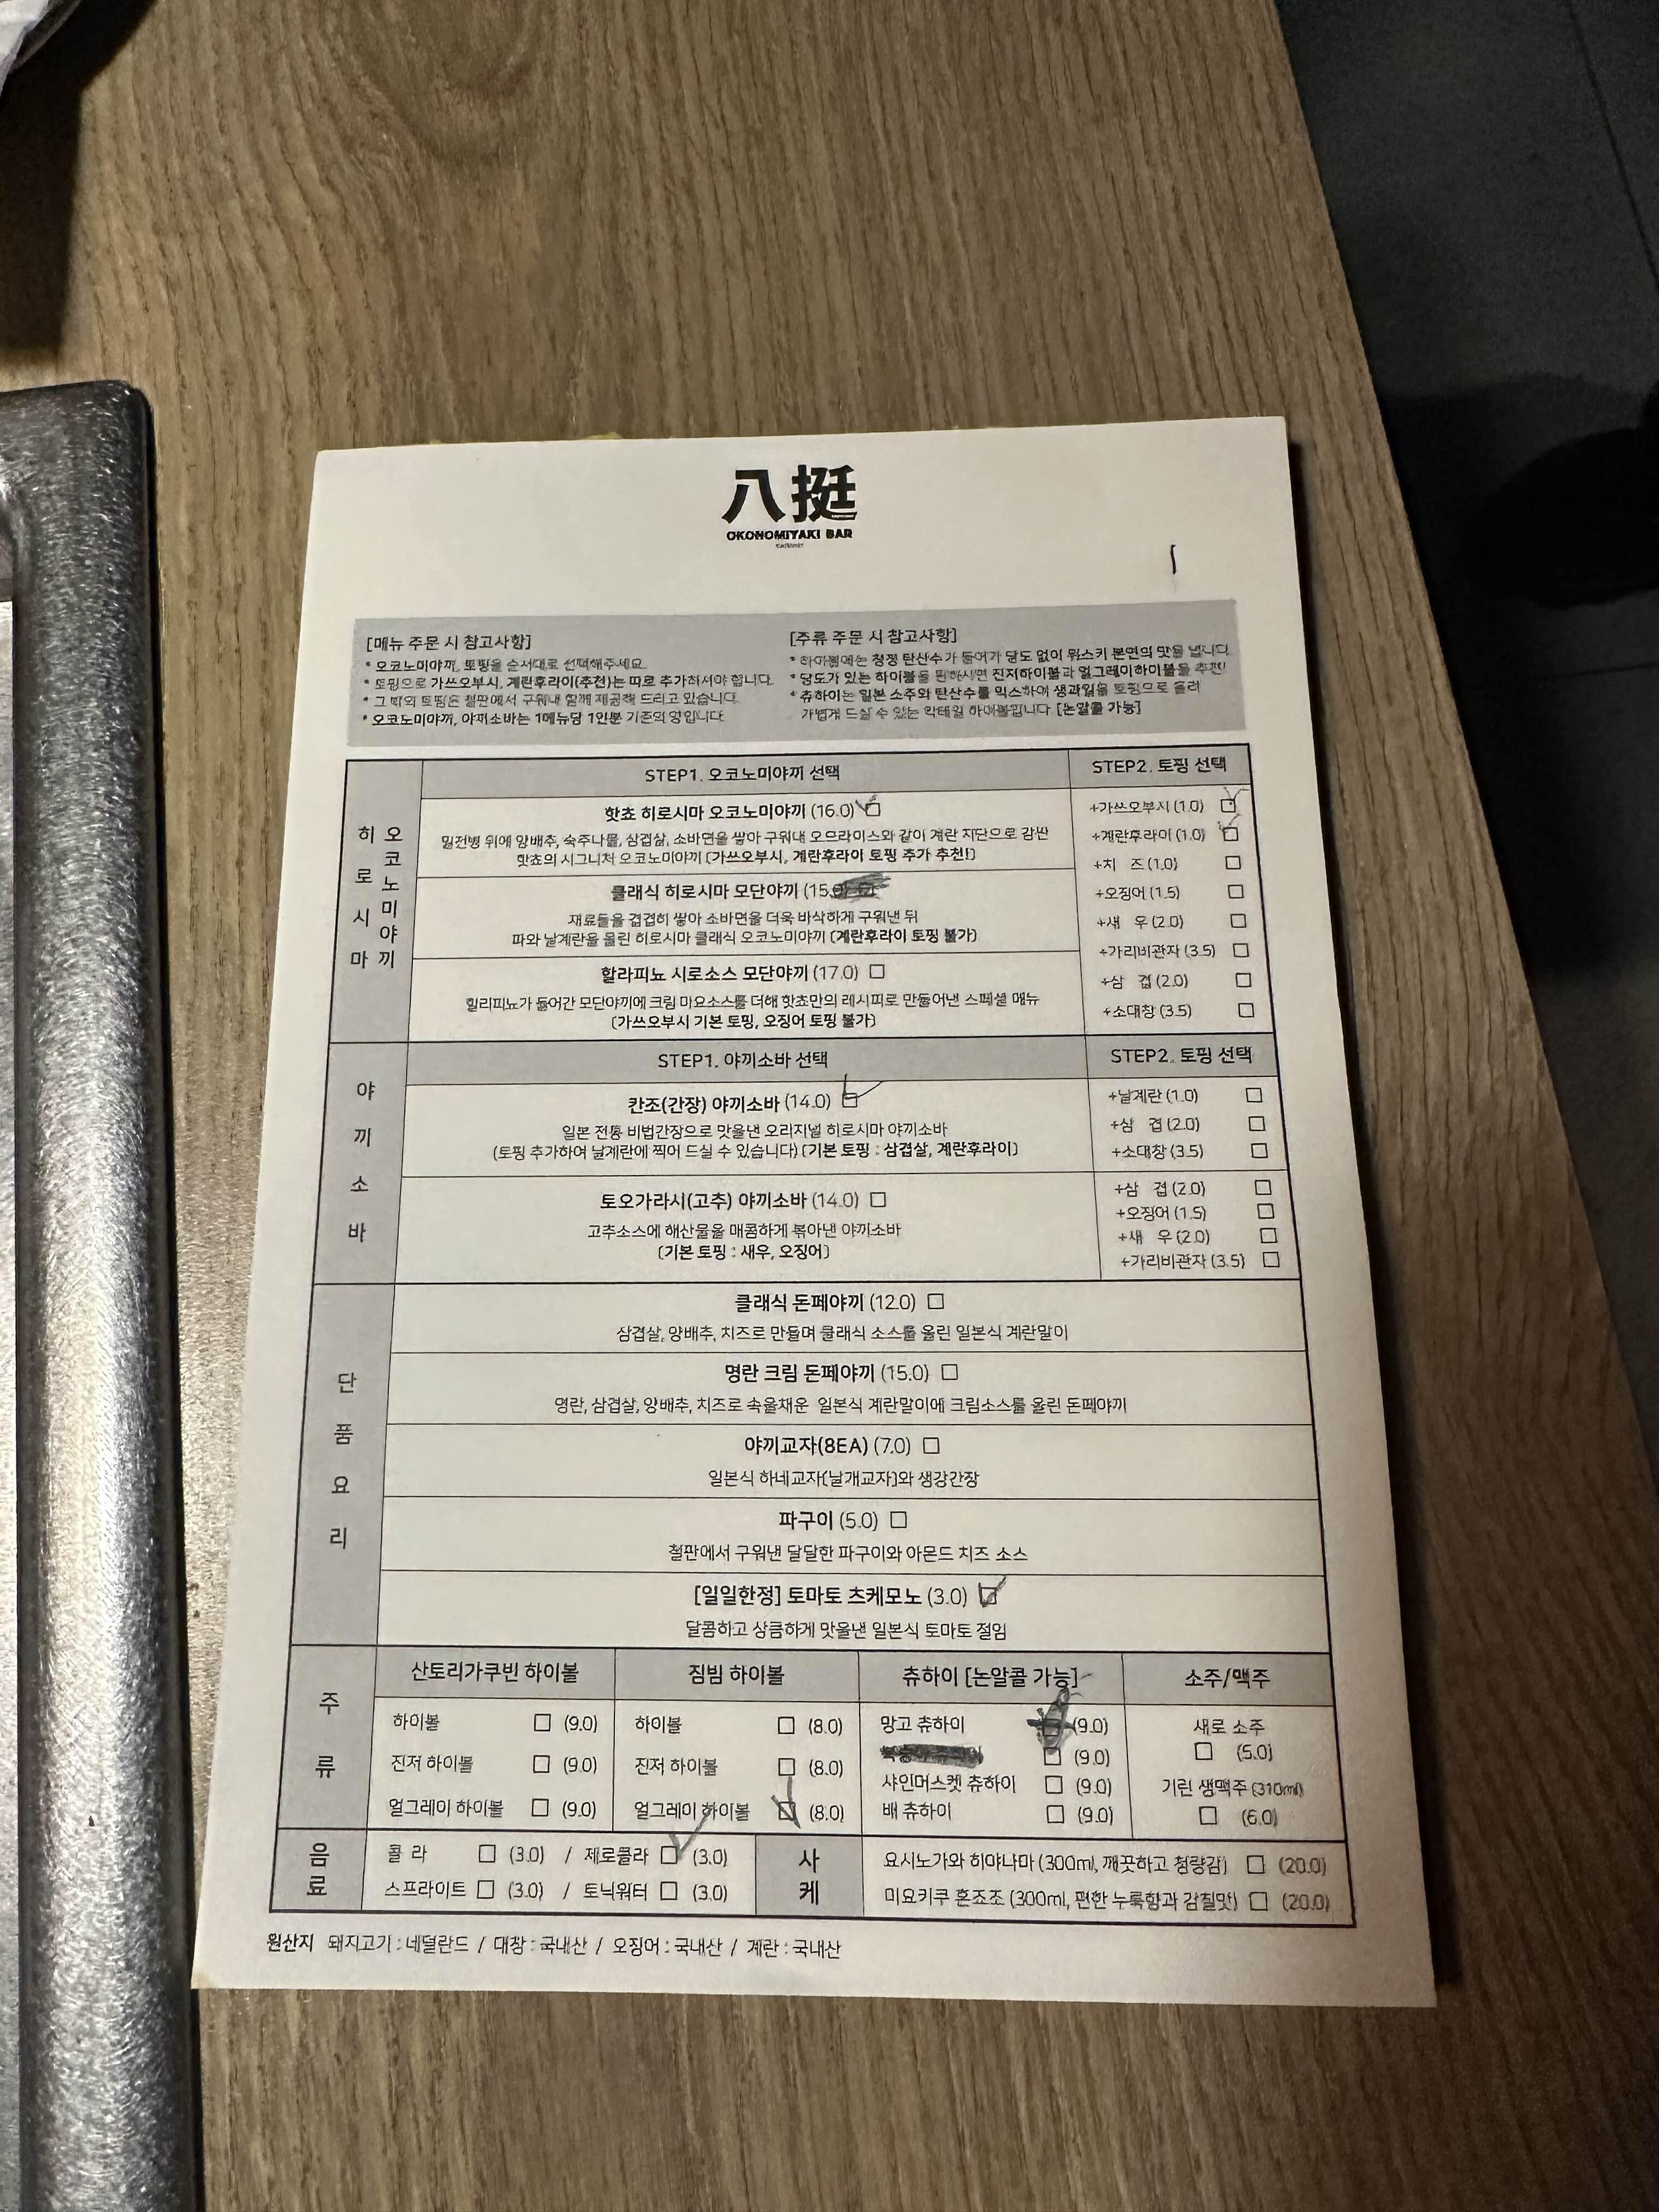 八挺
OKONOMIYAKI BAR
1
[메뉴 주문 시 참고사항]
* 오코노미야끼, 토핑을 순서대로 선택해주세요.
* 토핑으로 가쓰오부시, 계란후라이(추천)는 따로 추가하셔야 합니다.
* 그 밖의 토핑은 철판에서 구워내 함께 제공해 드리고 있습니다.
* 오코노미야끼, 야끼소바는 1메뉴당 1인분 기준의 양입니다.
[주류 주문 시 참고사항]
* 하이볼에는 청정 탄산수가 들어가 당도 없이 위스키 본연의 맛을 냅니다.
* 당도가 있는 하이볼을 원하시면 진저하이볼과 얼그레이하이볼을 추천!
* 츄하이는 일본 소주와 탄산수를 믹스하여 생과일을 토핑으로 올려
가볍게 드실 수 있는 칵테일 하이볼입니다. [논알콜 가능]
히로시마
오코노미야끼
STEP1. 오코노미야끼 선택
STEP2. 토핑 선택
핫쵸 히로시마 오코노미야끼 (16.0)
밀전병 위에 양배추, 숙주나물, 삼겹살, 소바면을 쌓아 구워내 오므라이스와 같이 계란 지단으로 감싼
핫쵸의 시그니처 오코노미야끼 (가쓰오부시, 계란후라이 토핑 추가 추천!)
클래식 히로시마 모단야끼 (15.0)
재료들을 겹겹히 쌓아 소바면을 더욱 바삭하게 구워낸 뒤
파와 날계란을 올린 히로시마 클래식 오코노미야끼 (계란후라이 토핑 불가)
할라피뇨 시로소스 모단야끼 (17.0)
할라피뇨가 들어간 모단야끼에 크림 마요소스를 더해 핫쵸만의 레시피로 만들어낸 스페셜 메뉴
(가쓰오부시 기본 토핑, 오징어 토핑 불가)
+가쓰오부시 (1.0)
+계란후라이 (1.0)
+치 즈 (1.0)
+오징어 (1.5)
+새 우 (2.0)
+가리비관자 (3.5)
+삼 겹 (2.0)
+소대창 (3.5)
야끼소바
STEP1. 야끼소바 선택
STEP2. 토핑 선택
칸조(간장) 야끼소바 (14.0)
일본 전통 비법간장으로 맛을낸 오리지널 히로시마 야끼소바
(토핑 추가하여 날계란에 찍어 드실 수 있습니다) (기본 토핑 : 삼겹살, 계란후라이)
+날계란 (1.0)
+삼 겹 (2.0)
+소대창 (3.5)
토오가라시(고추) 야끼소바 (14.0)
고추소스에 해산물을 매콤하게 볶아낸 야끼소바
(기본 토핑 : 새우, 오징어)
+삼 겹 (2.0)
+오징어 (1.5)
+새 우 (2.0)
+가리비관자 (3.5)
단품요리
클래식 돈페야끼 (12.0)
삼겹살, 양배추, 치즈로 만들며 클래식 소스를 올린 일본식 계란말이
명란 크림 돈페야끼 (15.0)
명란, 삼겹살, 양배추, 치즈로 속을채운 일본식 계란말이에 크림소스를 올린 돈페야끼
야끼교자(8EA) (7.0)
일본식 하네교자(날개교자)와 생강간장
파구이 (5.0)
철판에서 구워낸 달달한 파구이와 아몬드 치즈 소스
[일일한정] 토마토 츠케모노 (3.0)
달콤하고 상큼하게 맛을낸 일본식 토마토 절임
주류
산토리가쿠빈 하이볼
하이볼 (9.0)
진저 하이볼 (9.0)
얼그레이 하이볼 (9.0)
짐빔 하이볼
하이볼 (8.0)
진저 하이볼 (8.0)
얼그레이 하이볼 (8.0)
츄하이 [논알콜 가능]
망고 츄하이 (9.0)
(9.0)
샤인머스켓 츄하이 (9.0)
배 츄하이 (9.0)
소주/맥주
새로 소주
(5.0)
기린 생맥주 (310ml)
(6.0)
음료
콜 라 (3.0) / 제로콜라 (3.0)
스프라이트 (3.0) / 토닉워터 (3.0)
사케
요시노가와 히야나마 (300ml, 깨끗하고 청량감) (20.0)
미요키쿠 혼죠조 (300ml, 편한 누룩향과 감칠맛) (20.0)
원산지 돼지고기 : 네덜란드 / 대창 : 국내산 / 오징어 : 국내산 / 계란 : 국내산